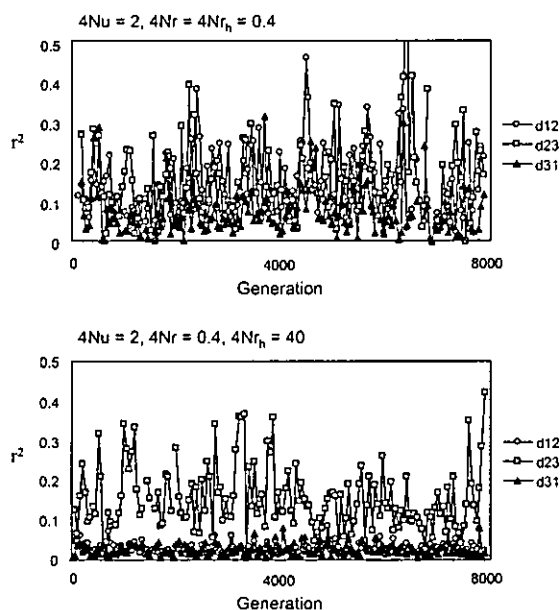 4Nu = 2, 4Nr = 4Nrₕ = 0.4
0.5
0.4
0.3
0.2
0.1
0
r²
0
4000
8000
Generation
d12
d23
d31
4Nu = 2, 4Nr = 0.4, 4Nrₕ = 40
0.5
0.4
0.3
0.2
0.1
0
r²
0
4000
8000
Generation
d12
d23
d31